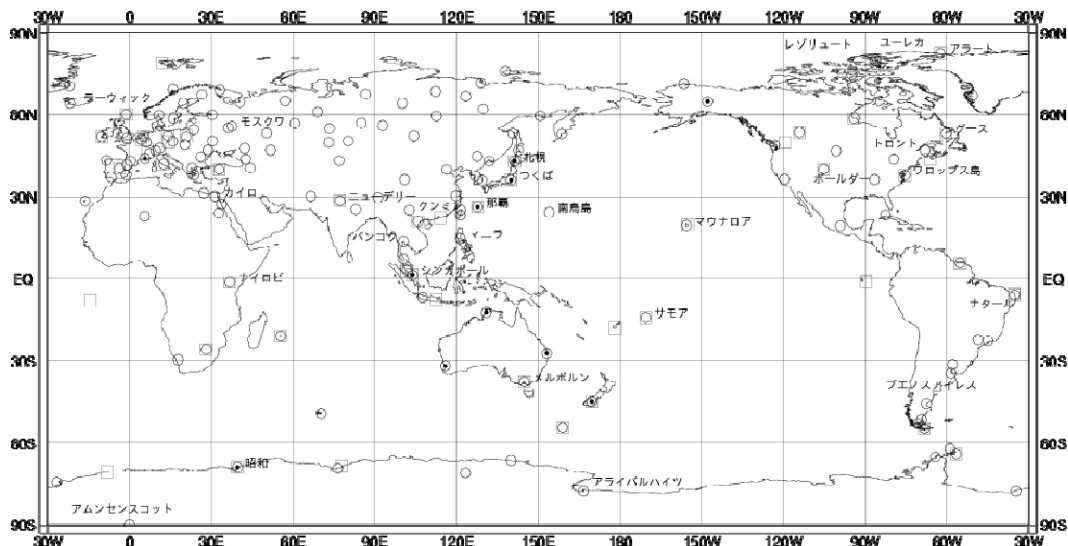 30W 0 30E 60E 90E 120E 150E 180 150W 120W 90W 60W 30W
90N 90N
レゾリュート ユーレカ アラート
ラーウィック
60N 60N
モスクワ グース
トロント
札幌
ボールダー ワロップス島
つくば
30N 30N
カイロ ニューデリー クンミン 那覇 南鳥島
マウナロア
バンコク
シンガポール
EQ EQ
ナイロビ ナタール
サモア
30S 30S
メルボルン ブエノスアイレス
60S 60S
昭和
アライバルハイツ
アムンゼンスコット
90S 90S
30W 0 30E 60E 90E 120E 150E 180 150W 120W 90W 60W 30W